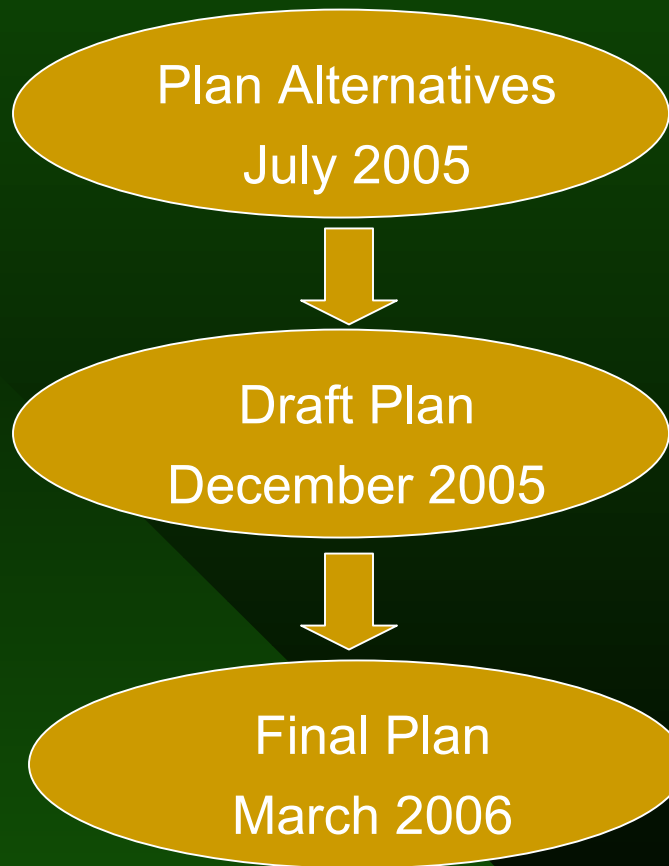 Plan Alternatives
July 2005
Draft Plan
December 2005
Final Plan
March 2006